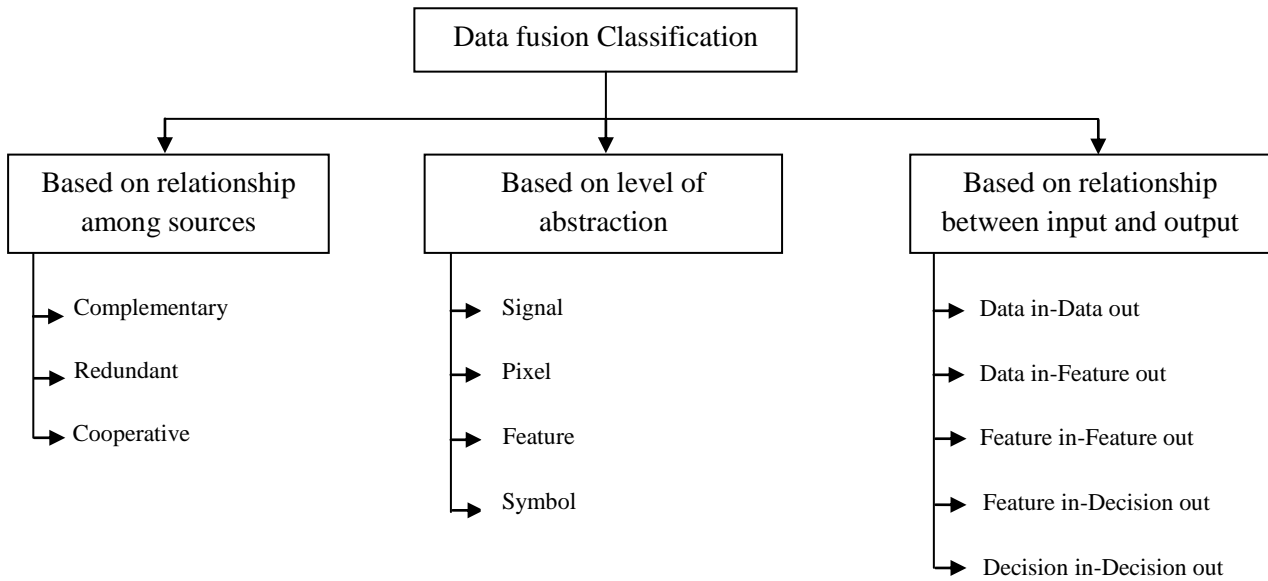 Data fusion Classification
Based on relationship
among sources
Complementary
Redundant
Cooperative
Based on level of
abstraction
Signal
Pixel
Feature
Symbol
Based on relationship
between input and output
Data in-Data out
Data in-Feature out
Feature in-Feature out
Feature in-Decision out
Decision in-Decision out